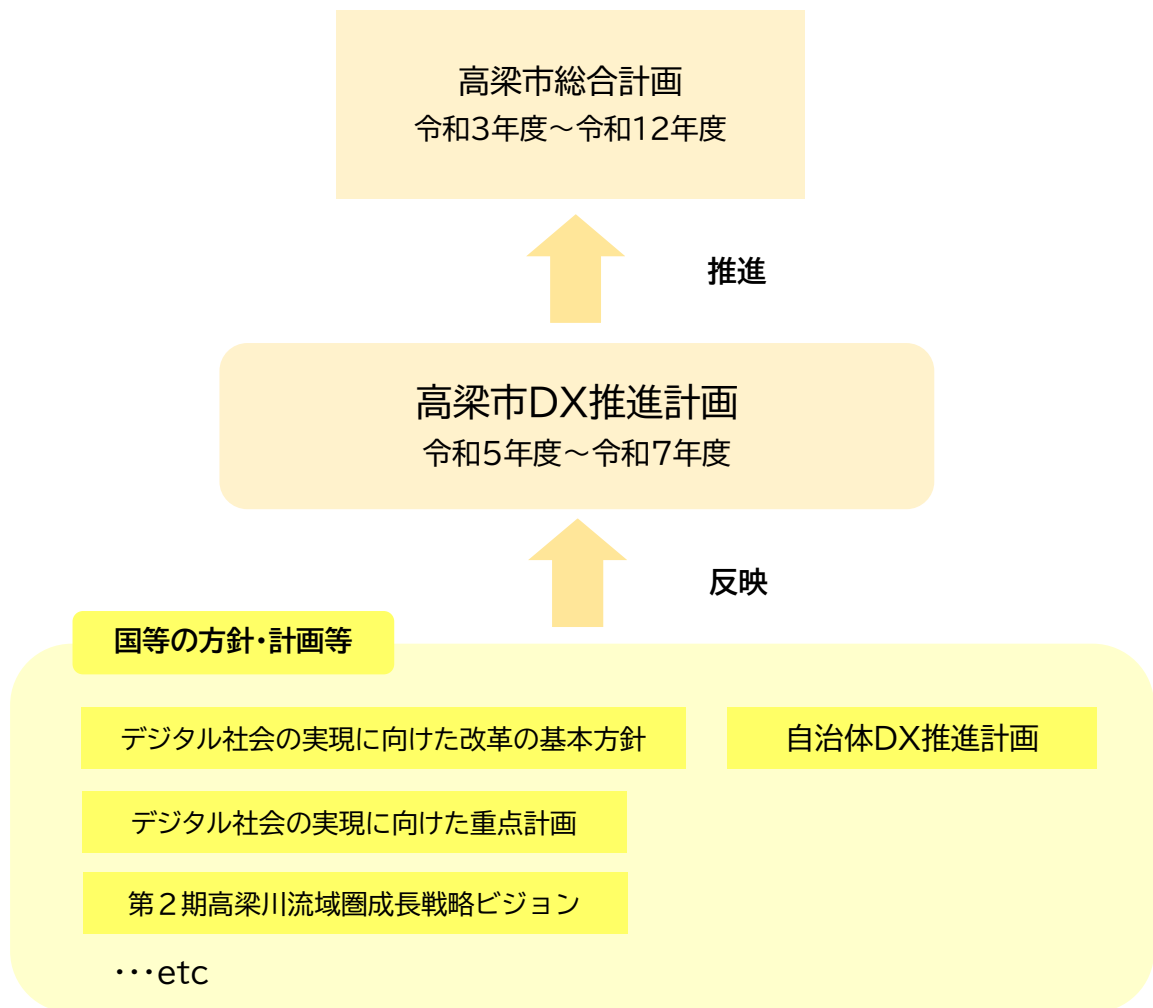 高梁市総合計画
令和3年度～令和12年度
推進
高梁市DX推進計画
令和5年度～令和7年度
反映
国等の方針・計画等
デジタル社会の実現に向けた改革の基本方針
自治体DX推進計画
デジタル社会の実現に向けた重点計画
第２期高梁川流域圏成長戦略ビジョン
・・・etc